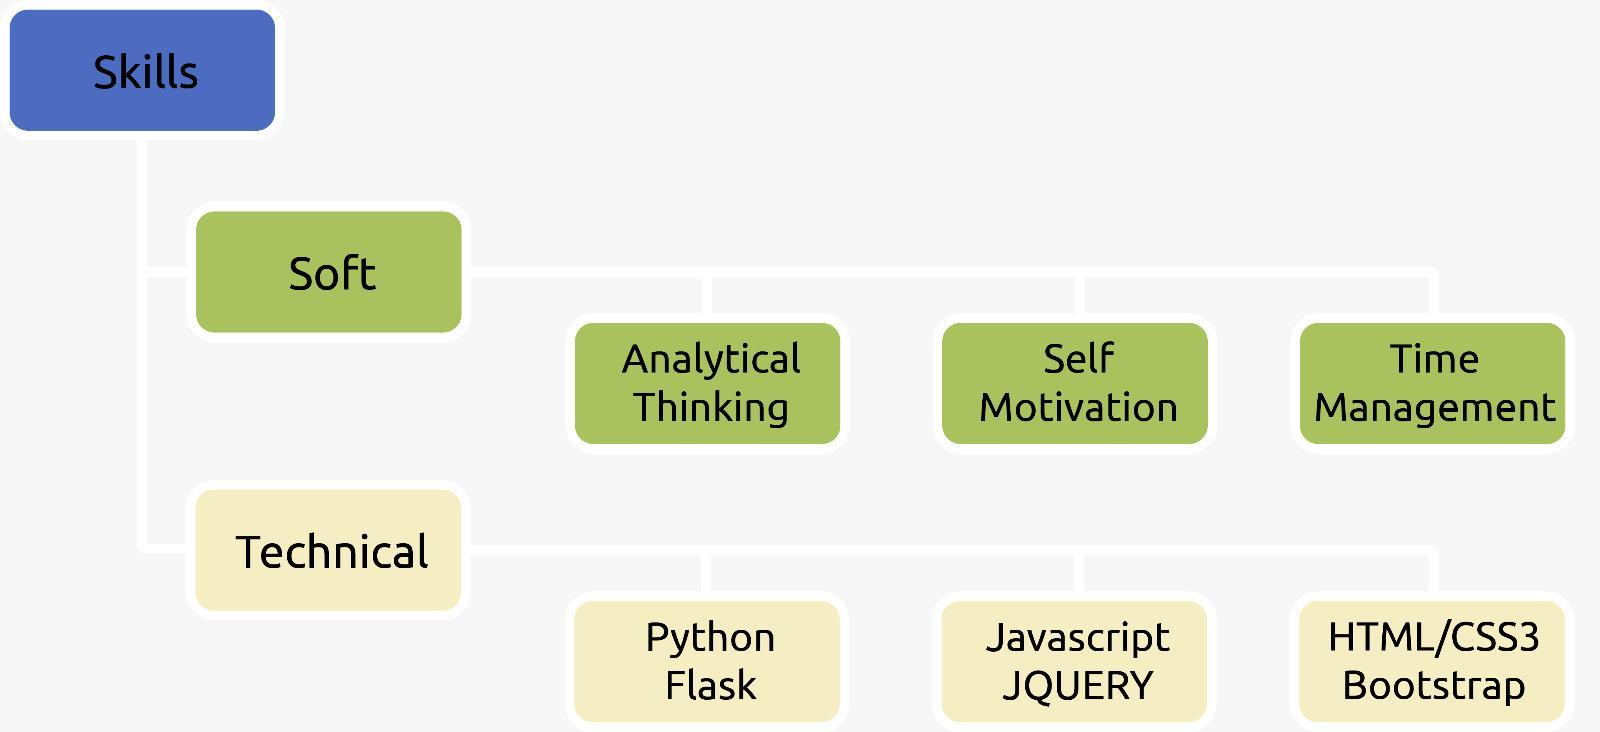 Skills
Soft
Analytical
Thinking
Self
Motivation
Time
Management
Technical
Python
Flask
Javascript
JQUERY
HTML/CSS3
Bootstrap